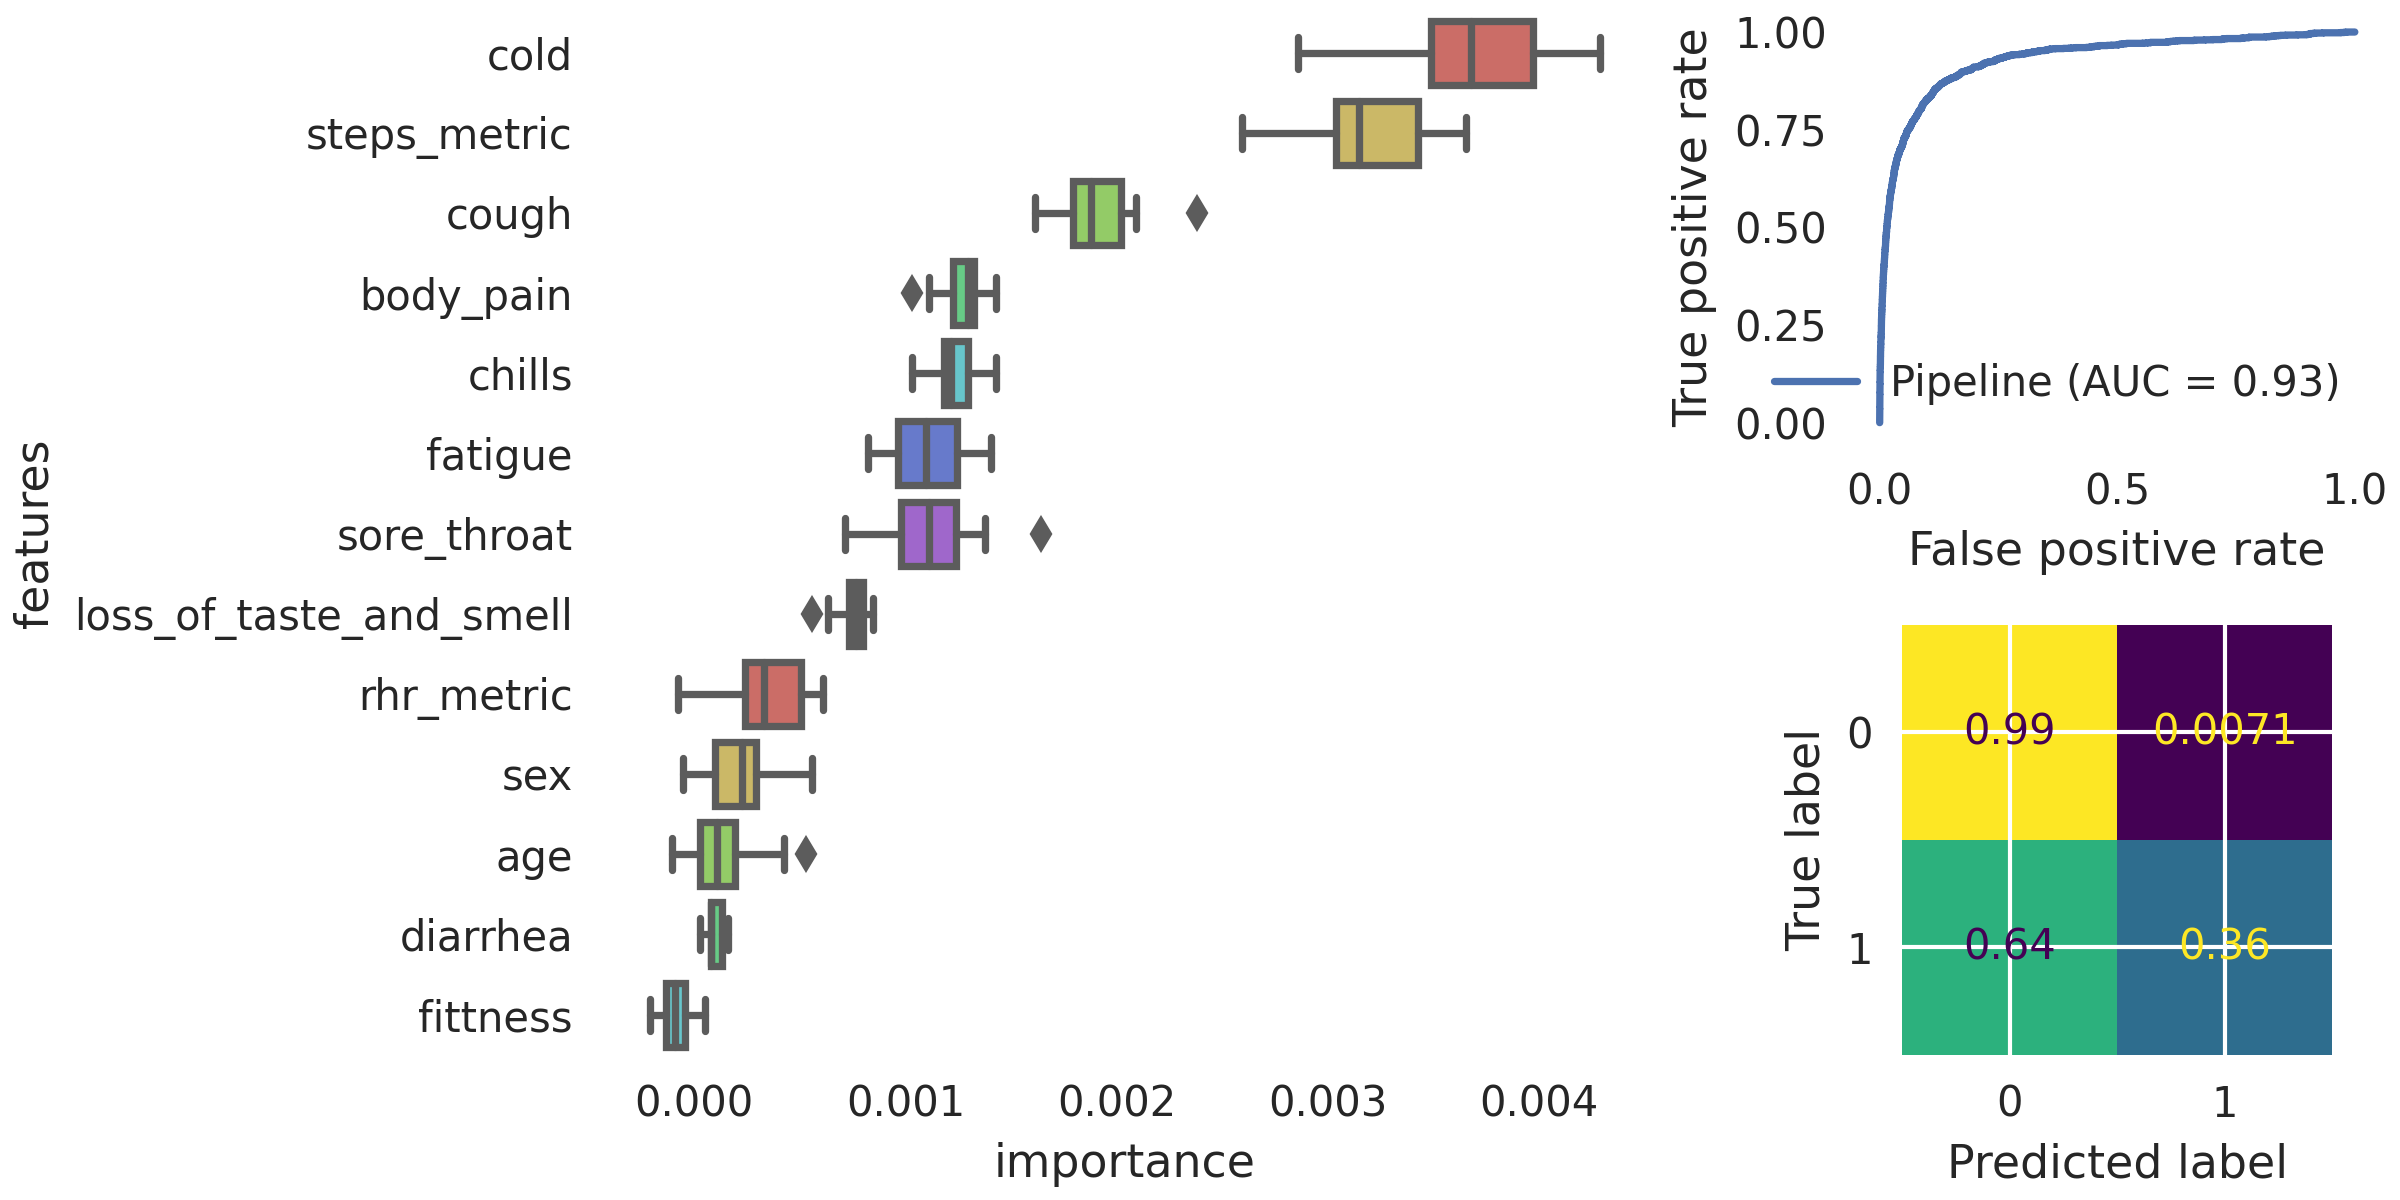 features
cold
steps_metric
cough
body_pain
chills
fatigue
sore_throat
loss_of_taste_and_smell
rhr_metric
sex
age
diarrhea
fittness
0.000 0.001 0.002 0.003 0.004
importance
True positive rate
1.00
0.75
0.50
0.25
0.00
Pipeline (AUC = 0.93)
0.0 0.5 1.0
False positive rate
True label
0
1
0.99 0.0071
0.64 0.36
0 1
Predicted label